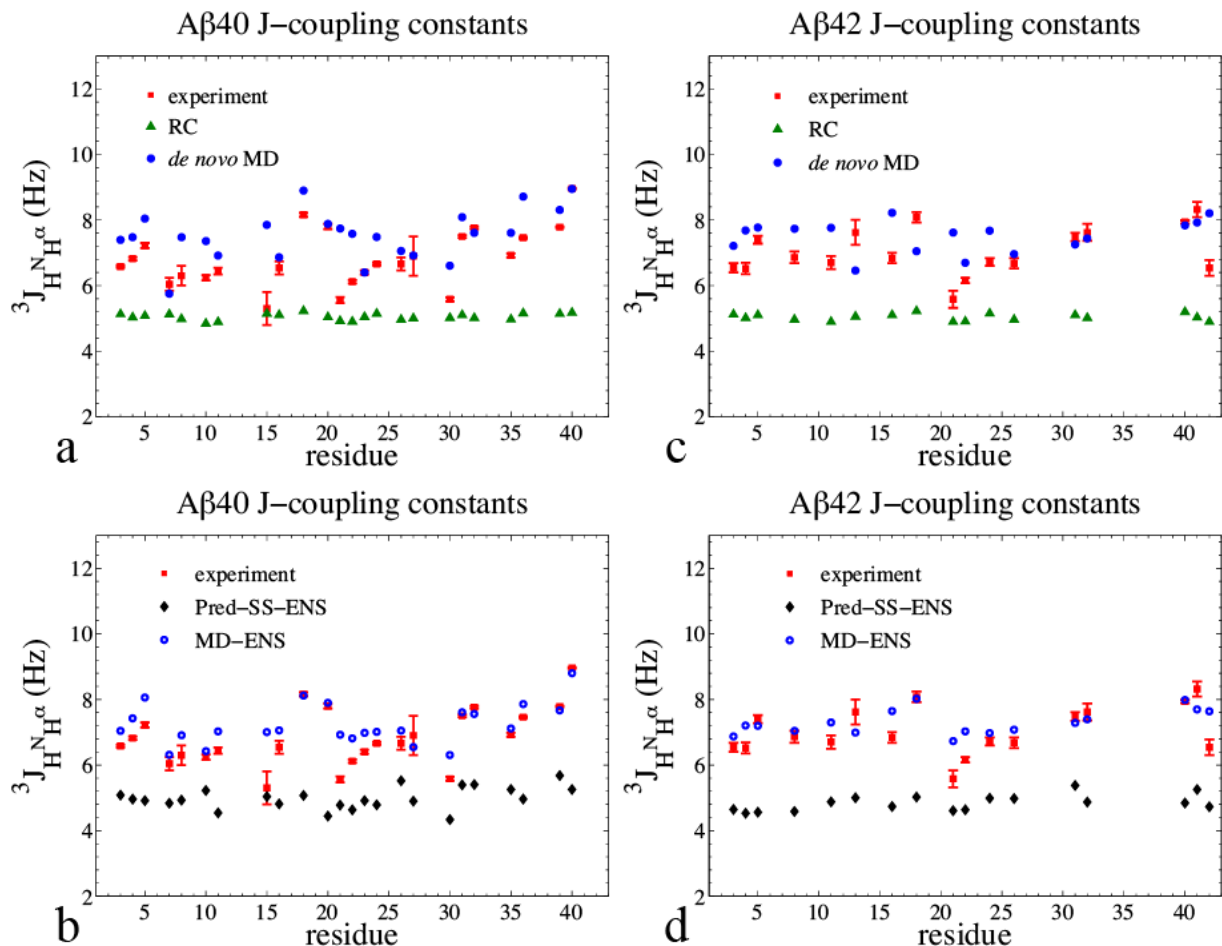 Aβ40 J−coupling constants
experiment
RC
de novo MD
³J_HᴺHᵅ (Hz)
12
10
8
6
4
2
5 10 15 20 25 30 35 40
residue
a
Aβ42 J−coupling constants
experiment
RC
de novo MD
³J_HᴺHᵅ (Hz)
12
10
8
6
4
2
5 10 15 20 25 30 35 40
residue
c
Aβ40 J−coupling constants
experiment
Pred−SS−ENS
MD−ENS
³J_HᴺHᵅ (Hz)
12
10
8
6
4
2
5 10 15 20 25 30 35 40
residue
b
Aβ42 J−coupling constants
experiment
Pred−SS−ENS
MD−ENS
³J_HᴺHᵅ (Hz)
12
10
8
6
4
2
5 10 15 20 25 30 35 40
residue
d